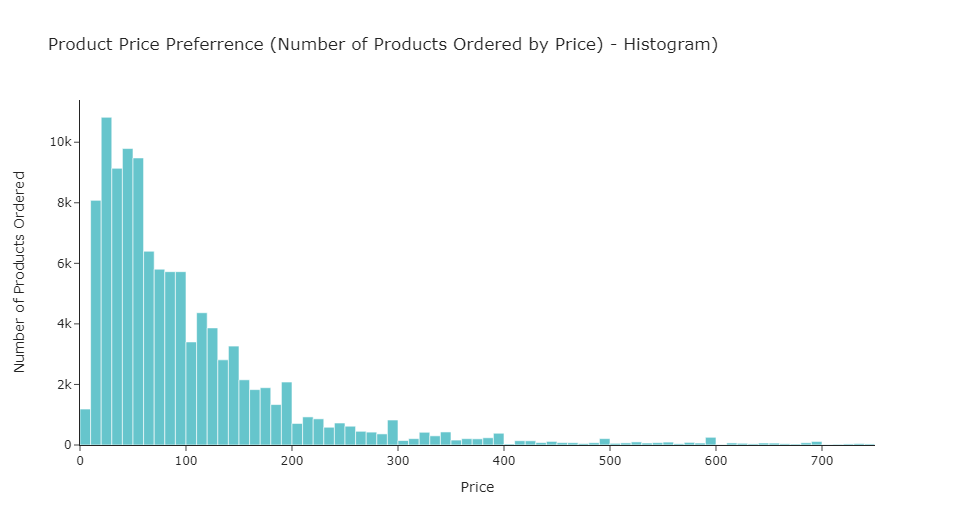 Product Price Preferrence (Number of Products Ordered by Price) - Histogram)
10k
8k
6k
4k
2k
0
Number of Products Ordered
0 100 200 300 400 500 600 700
Price